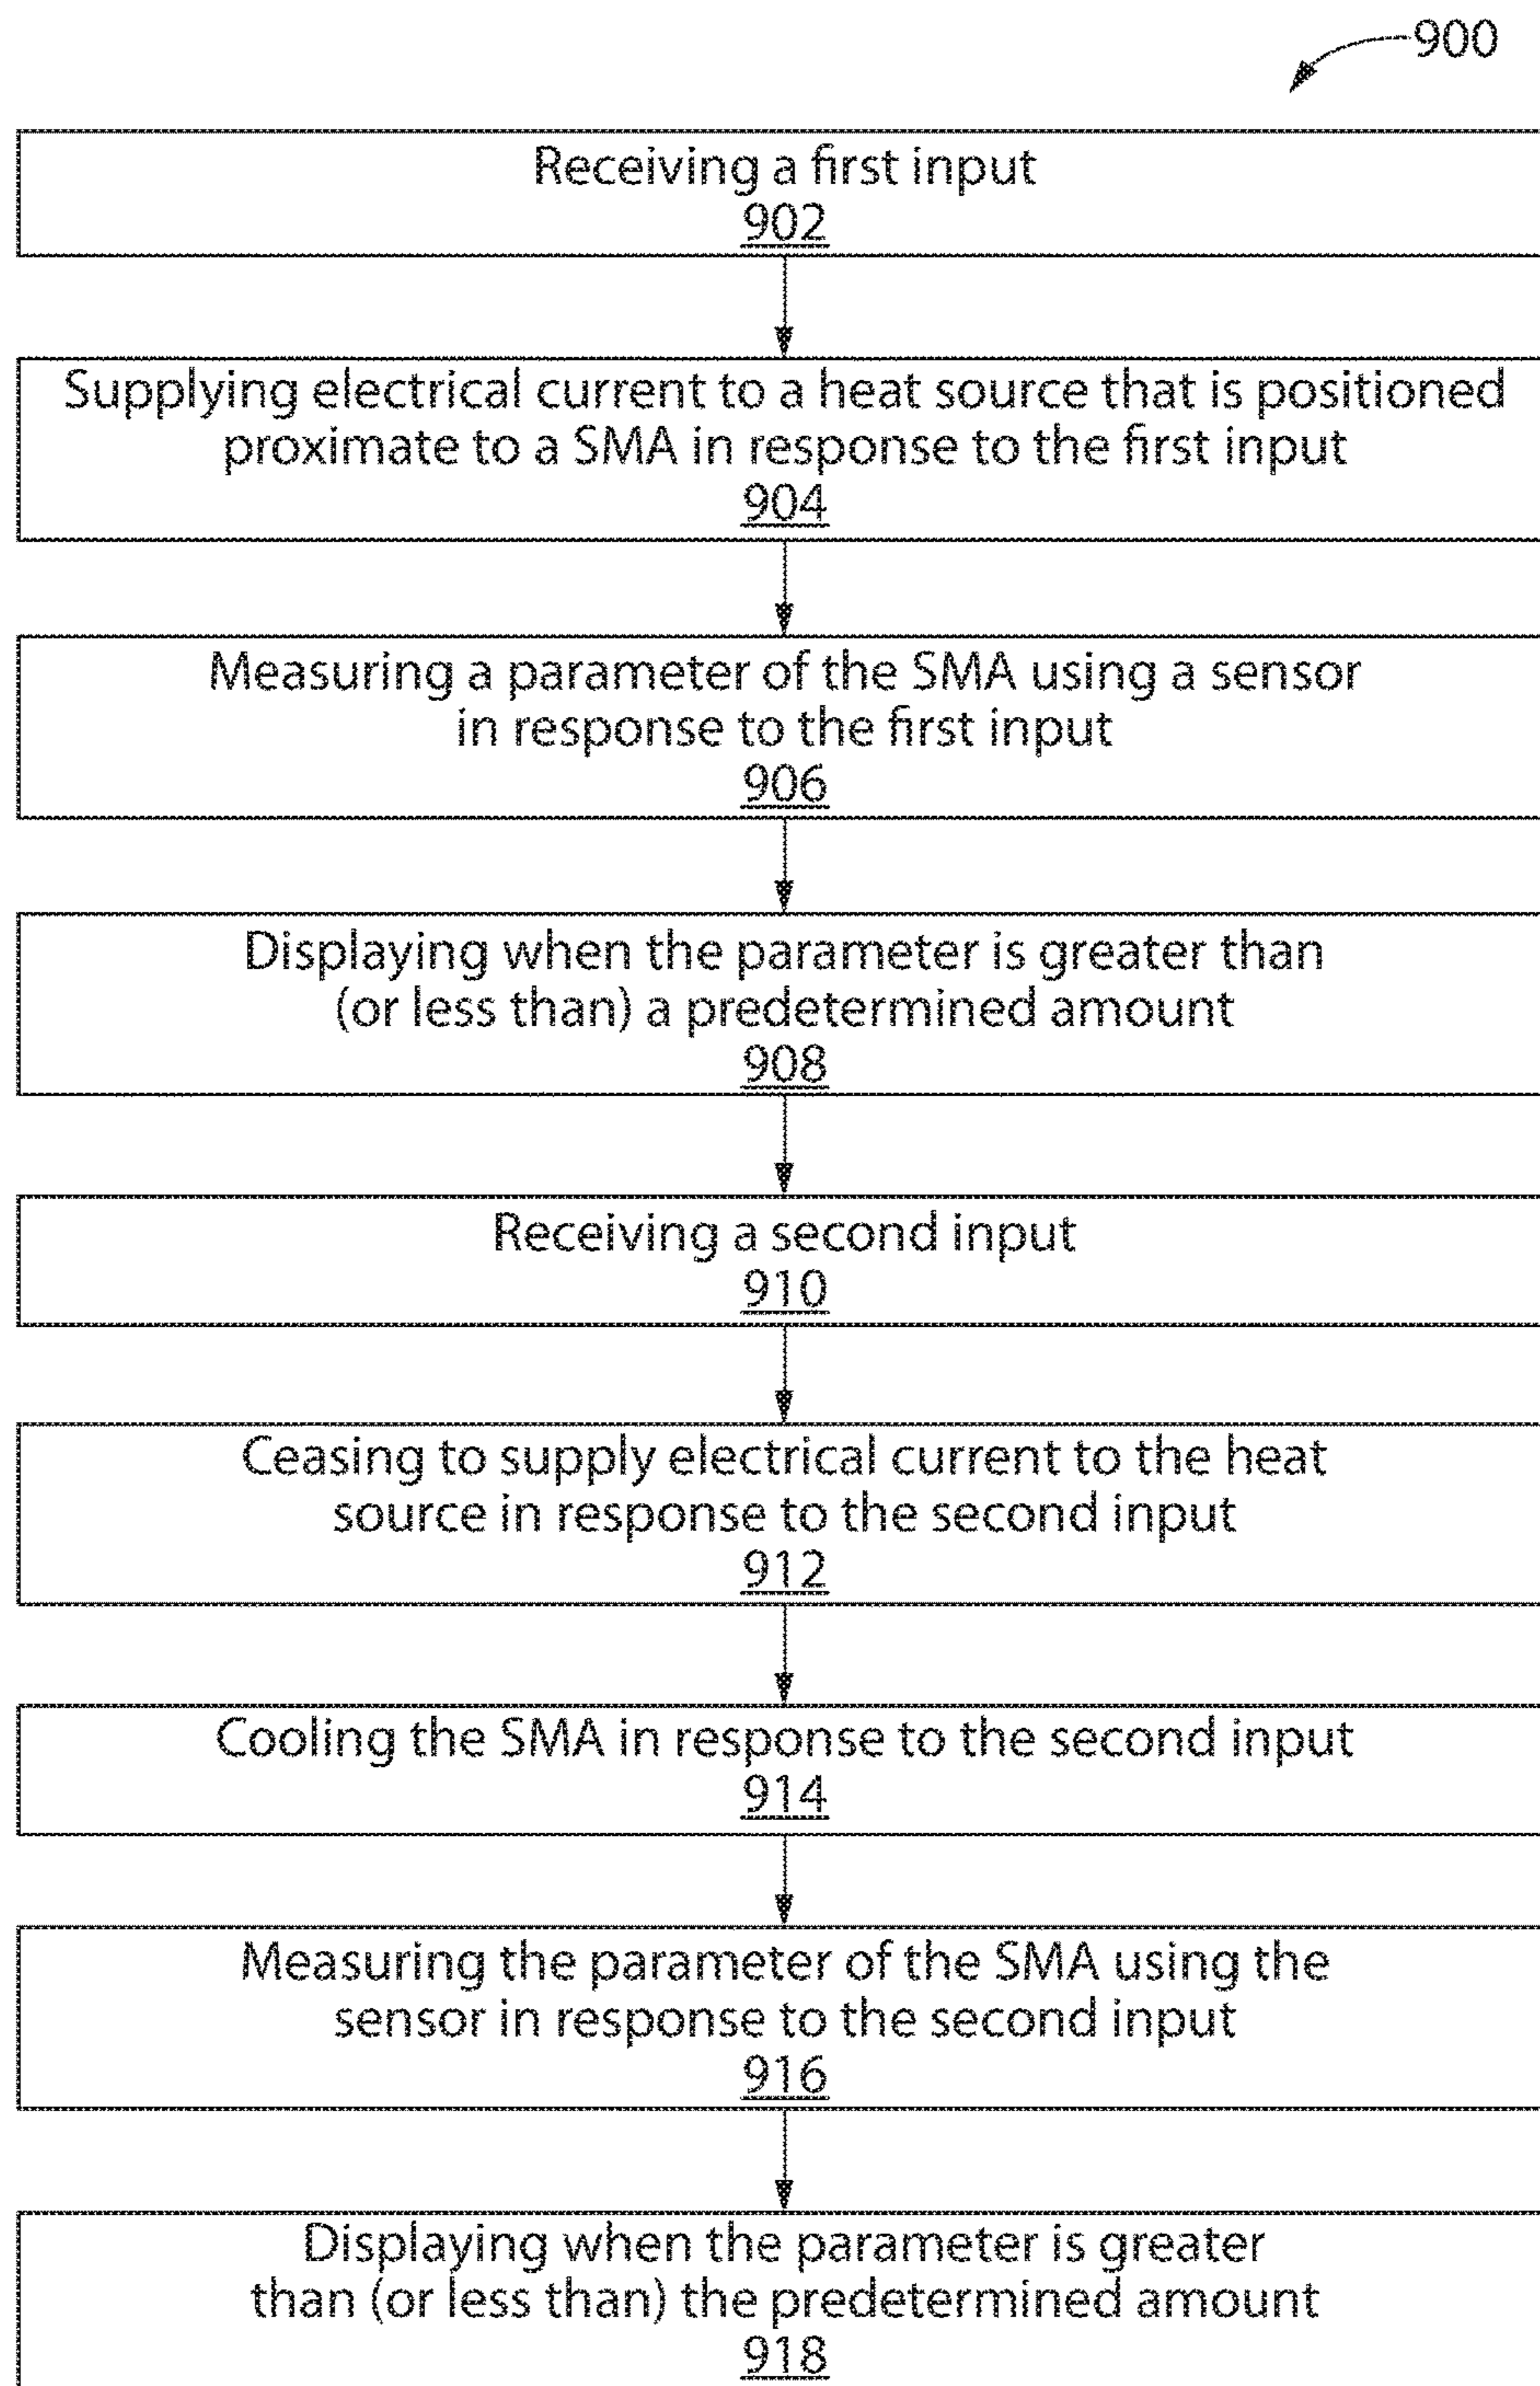 900
Receiving a first input
902
Supplying electrical current to a heat source that is positioned
proximate to a SMA in response to the first input
904
Measuring a parameter of the SMA using a sensor
in response to the first input
906
Displaying when the parameter is greater than
(or less than) a predetermined amount
908
Receiving a second input
910
Ceasing to supply electrical current to the heat
source in response to the second input
912
Cooling the SMA in response to the second input
914
Measuring the parameter of the SMA using the
sensor in response to the second input
916
Displaying when the parameter is greater
than (or less than) the predetermined amount
918